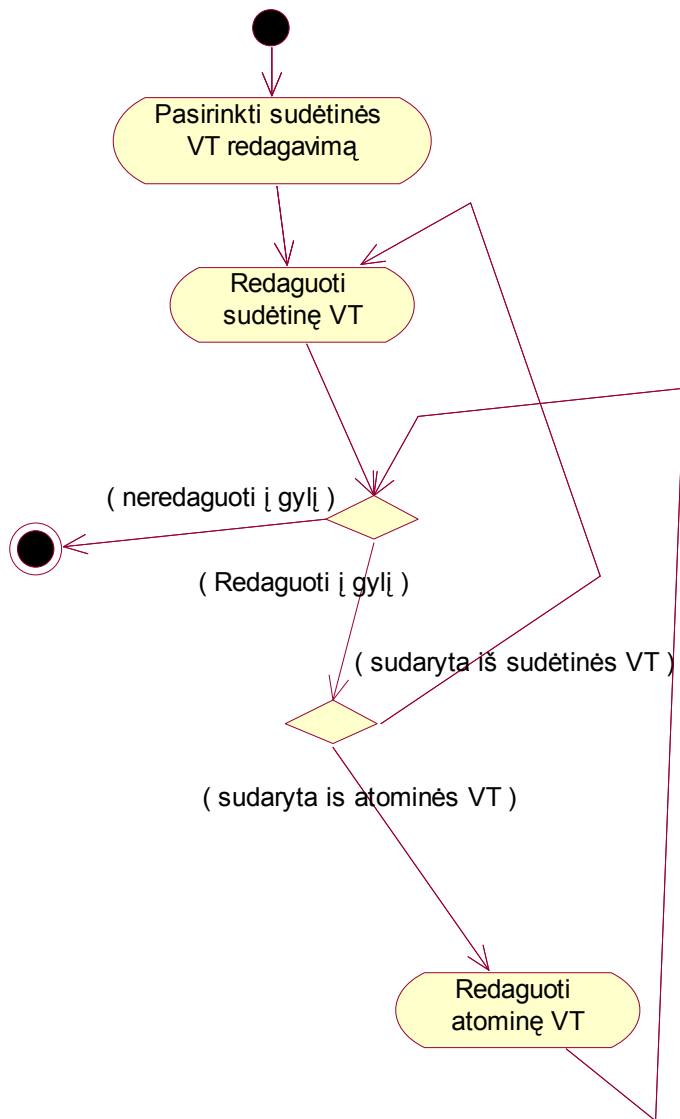 Pasirinkti sudėtinės
VT redagavimą
Redaguoti
sudėtinę VT
( neredaguoti į gylį )
( Redaguoti į gylį )
( sudaryta iš sudėtinės VT )
( sudaryta is atominės VT )
Redaguoti
atominę VT